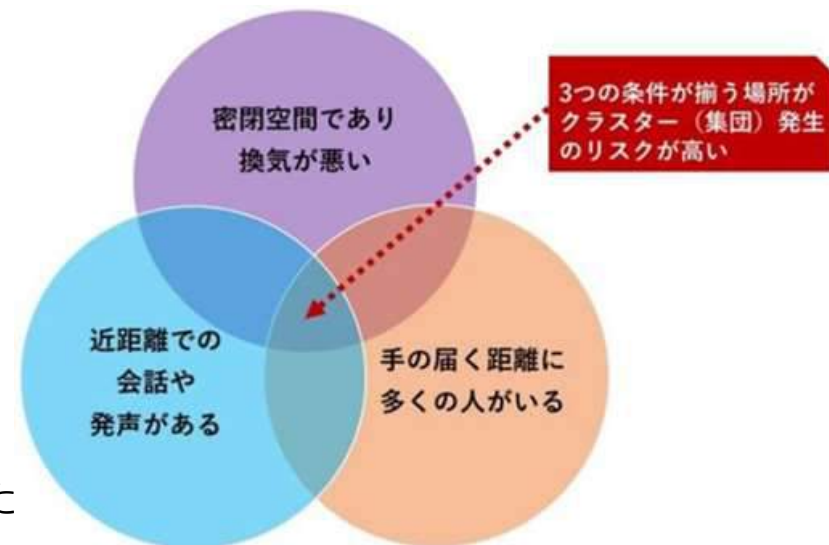 密閉空間であり
換気が悪い
3つの条件が揃う場所が
クラスター（集団）発生
のリスクが高い
近距離での
会話や
発声がある
手の届く距離に
多くの人がいる